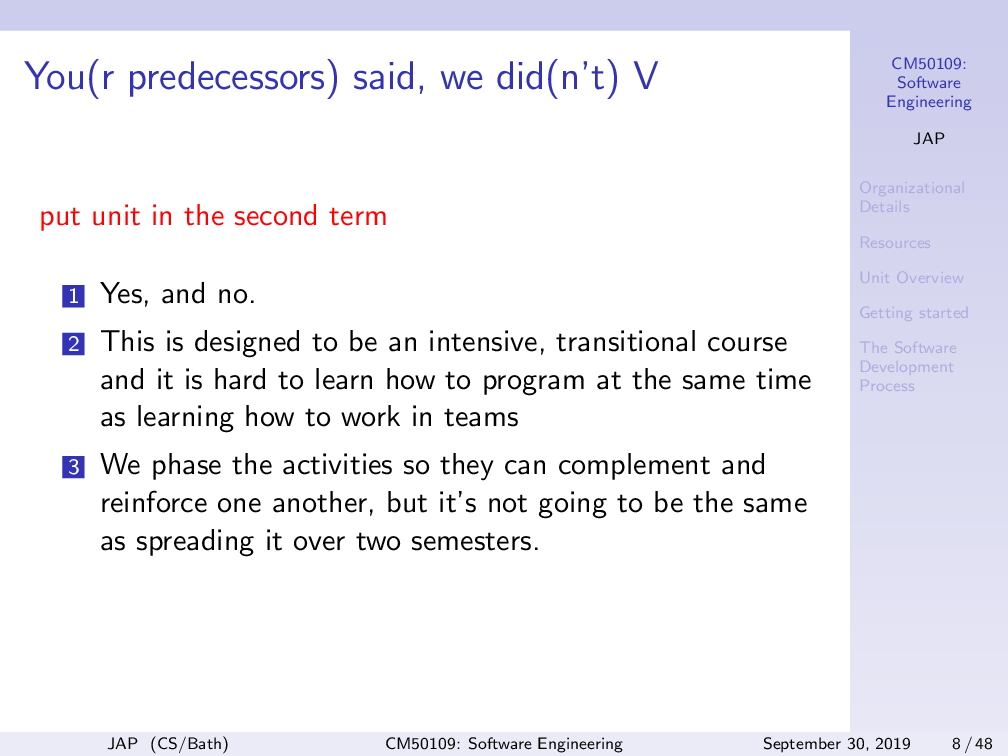 You(r predecessors) said, we did(n't) V
put unit in the second term
1 Yes, and no.
2 This is designed to be an intensive, transitional course
and it is hard to learn how to program at the same time
as learning how to work in teams
3 We phase the activities so they can complement and
reinforce one another, but it's not going to be the same
as spreading it over two semesters.
CM50109:
Software
Engineering
JAP
Organizational
Details
Resources
Unit Overview
Getting started
The Software
Development
Process
JAP (CS/Bath) CM50109: Software Engineering September 30, 2019 8 / 48